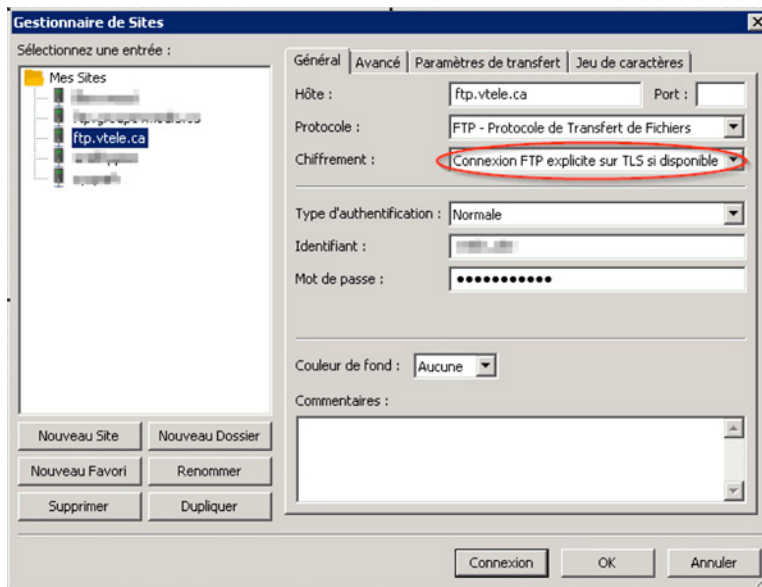 Gestionnaire de Sites
Sélectionnez une entrée :
Mes Sites
ftp.vtele.ca
Nouveau Site
Nouveau Dossier
Nouveau Favori
Renommer
Supprimer
Dupliquer
Général
Avancé
Paramètres de transfert
Jeu de caractères
Hôte :
ftp.vtele.ca
Port :
Protocole :
FTP - Protocole de Transfert de Fichiers
Chiffrement :
Connexion FTP explicite sur TLS si disponible
Type d'authentification :
Normale
Identifiant :
Mot de passe :
Couleur de fond :
Aucune
Commentaires :
Connexion
OK
Annuler